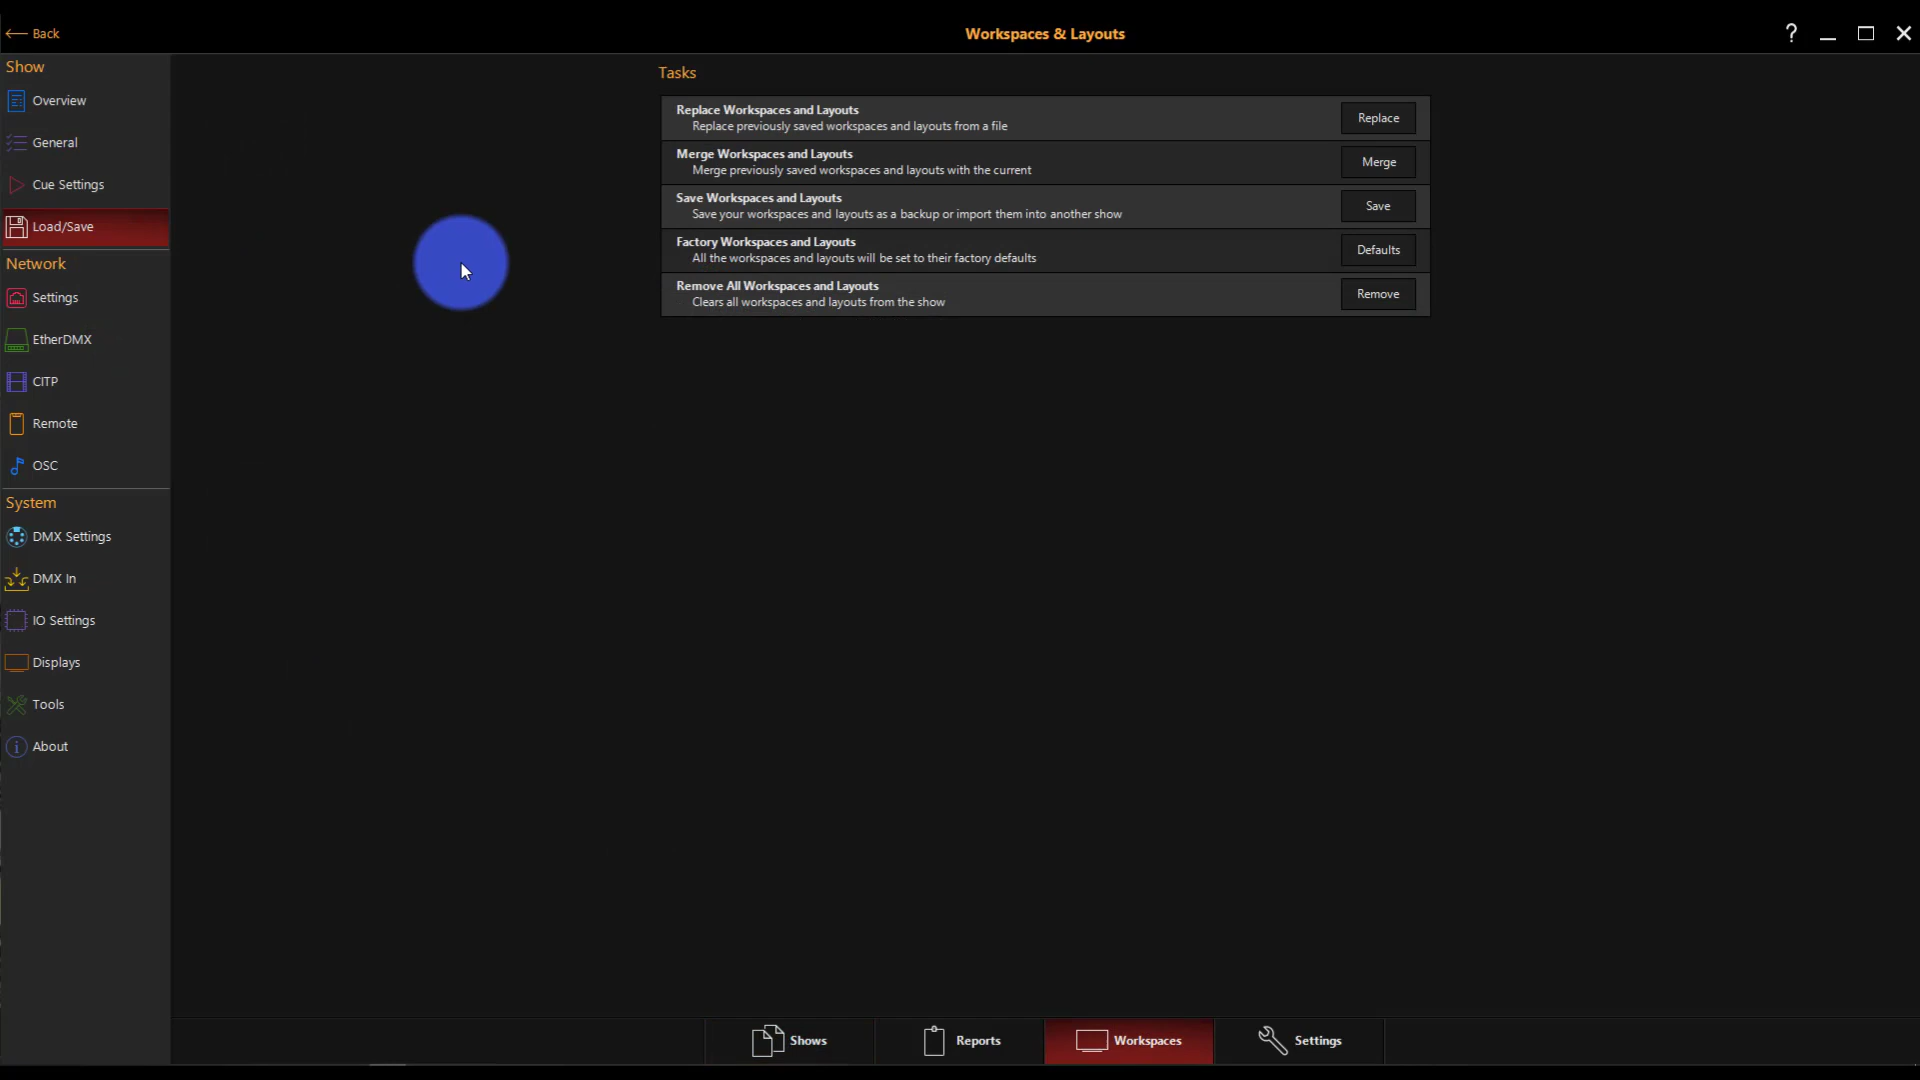 Back
Workspaces & Layouts
?
Show
Overview
General
Cue Settings
Load/Save
Network
Settings
EtherDMX
CITP
Remote
OSC
System
DMX Settings
DMX In
IO Settings
Displays
Tools
About
Tasks
Replace Workspaces and Layouts
Replace previously saved workspaces and layouts from a file
Replace
Merge Workspaces and Layouts
Merge previously saved workspaces and layouts with the current
Merge
Save Workspaces and Layouts
Save your workspaces and layouts as a backup or import them into another show
Save
Factory Workspaces and Layouts
All the workspaces and layouts will be set to their factory defaults
Defaults
Remove All Workspaces and Layouts
Clears all workspaces and layouts from the show
Remove
Shows
Reports
Workspaces
Settings